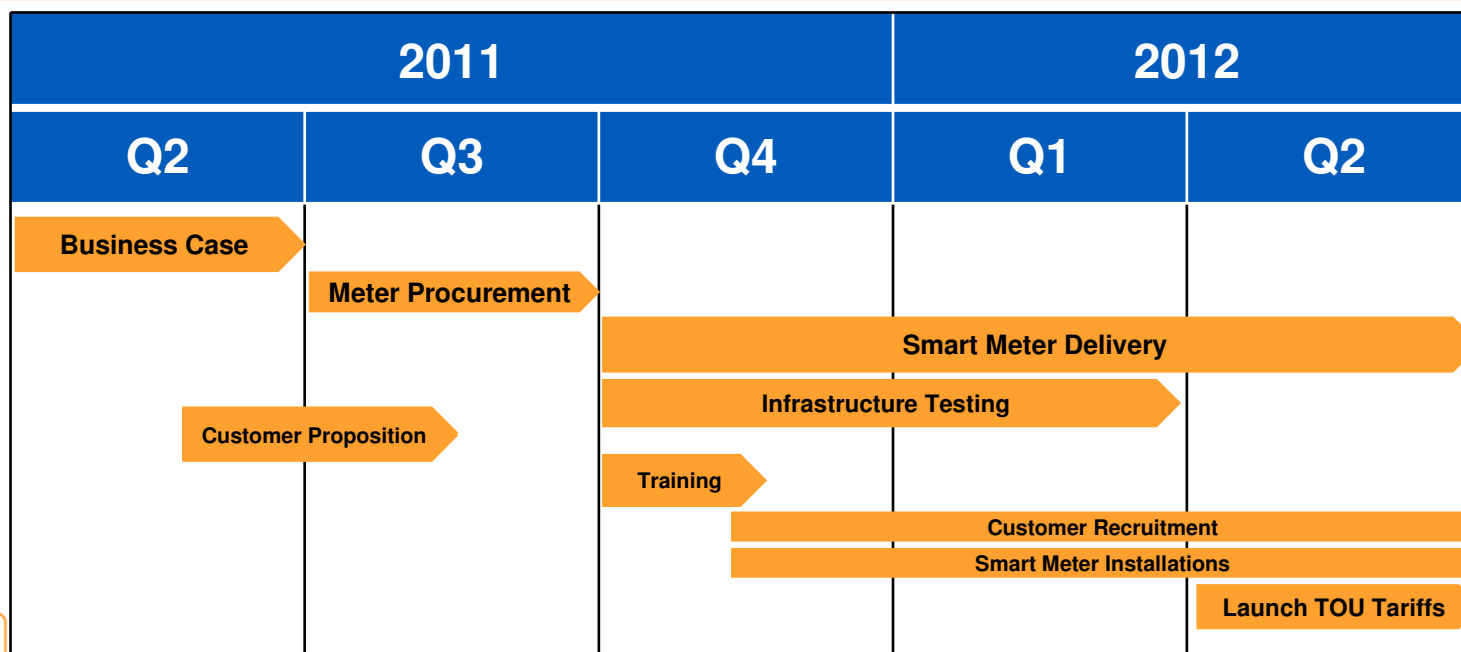 2011
2012
Q2
Q3
Q4
Q1
Q2
Business Case
Meter Procurement
Smart Meter Delivery
Infrastructure Testing
Customer Proposition
Training
Customer Recruitment
Smart Meter Installations
Launch TOU Tariffs